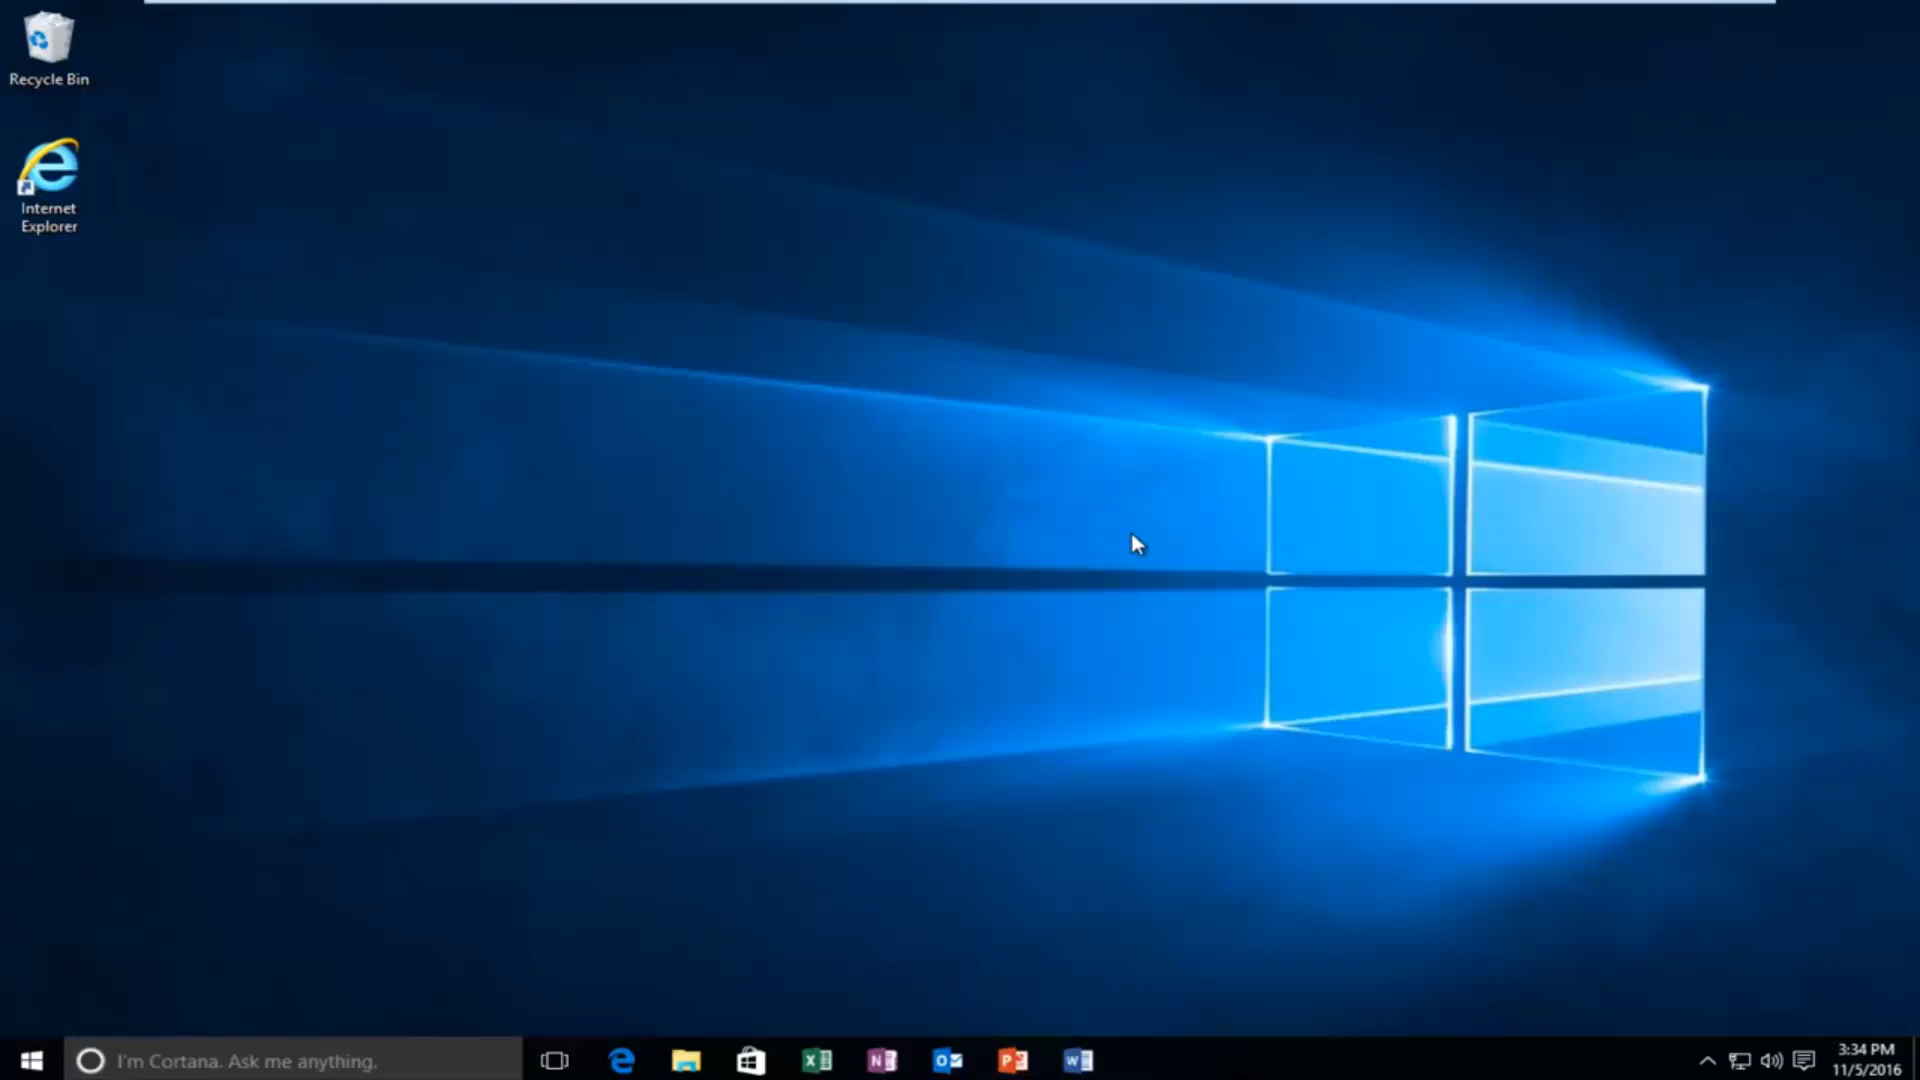 Recycle Bin
Internet
Explorer
I'm Cortana. Ask me anything.
3:34 PM
11/5/2016